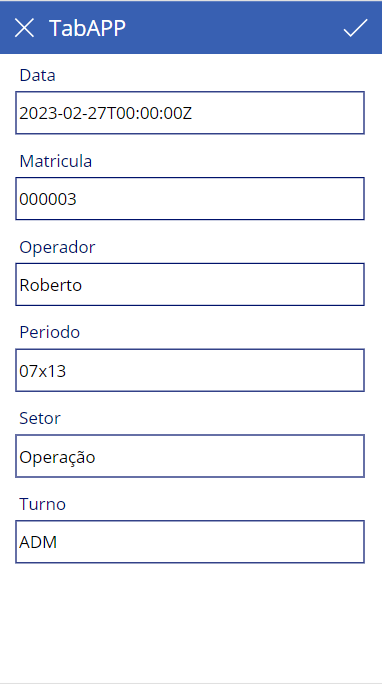 TabAPP
Data
2023-02-27T00:00:00Z
Matricula
000003
Operador
Roberto
Periodo
07x13
Setor
Operação
Turno
ADM